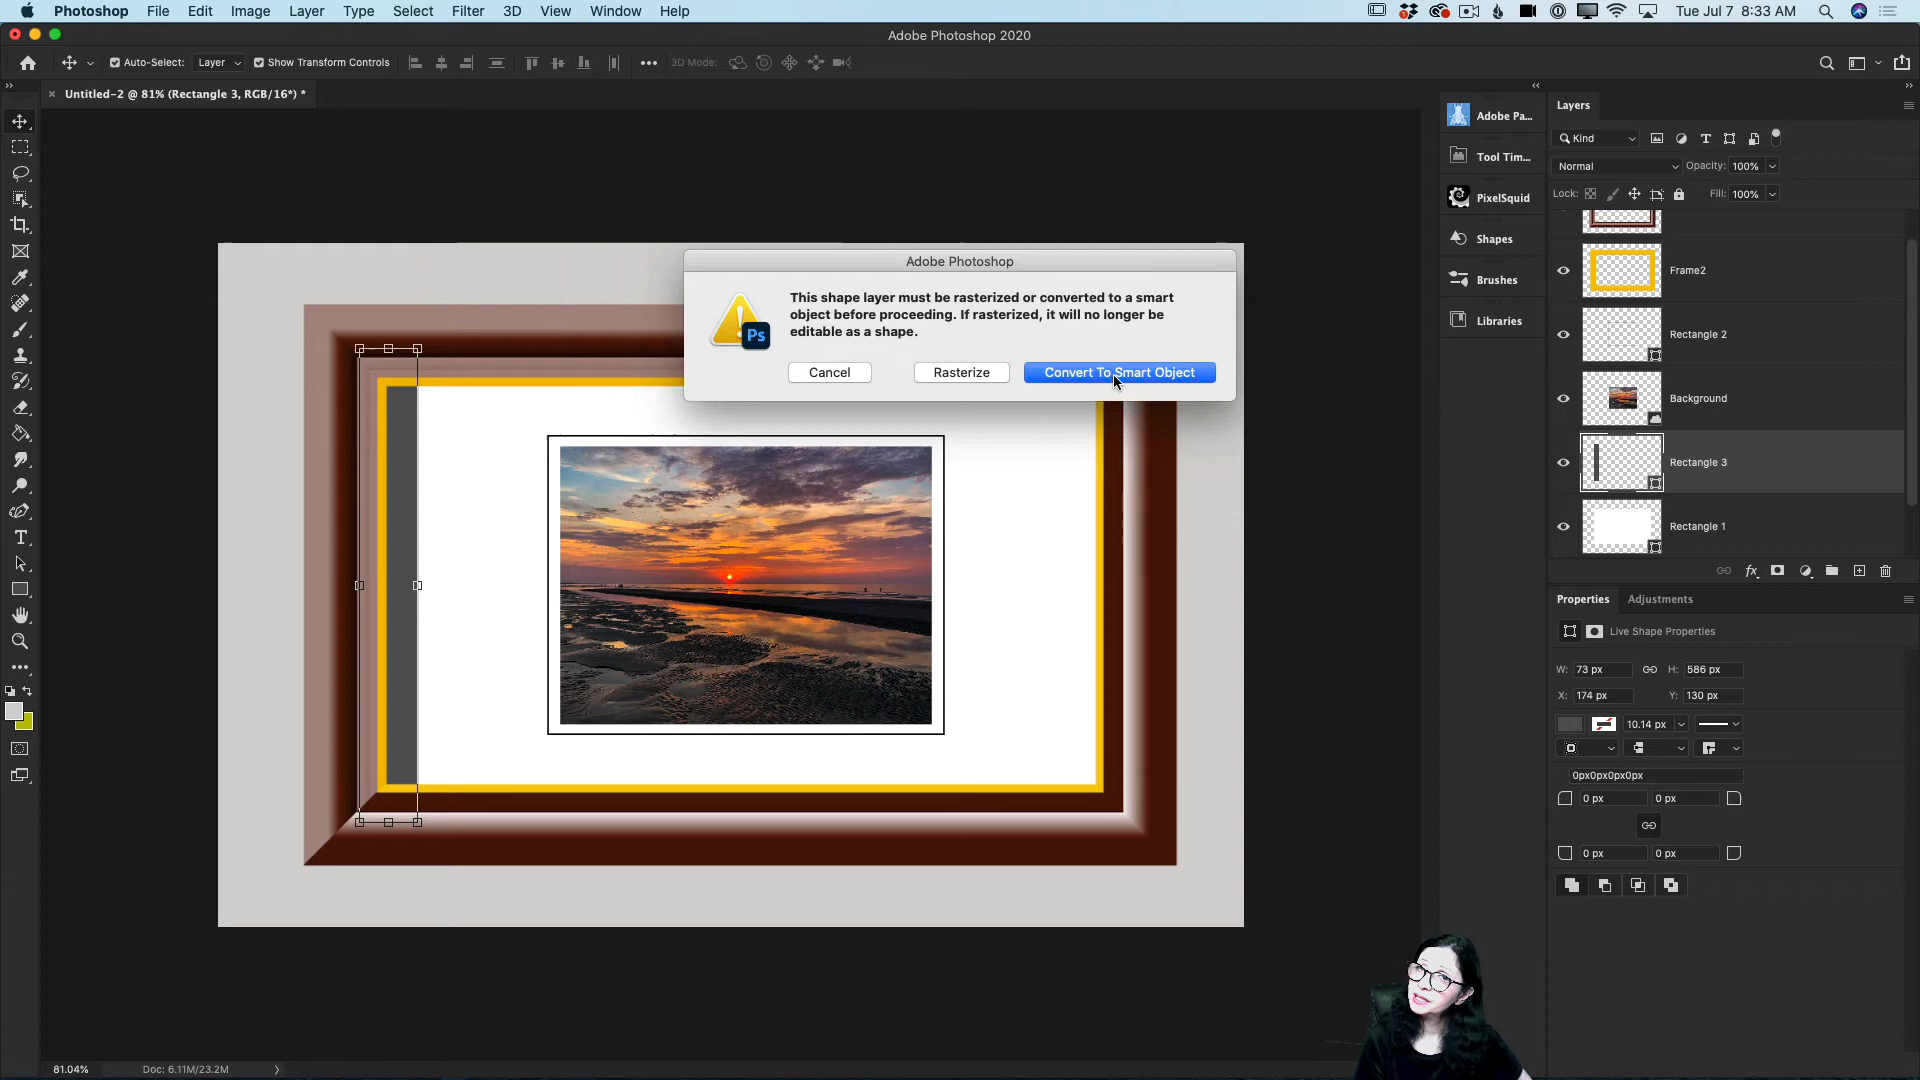 Photoshop File Edit Image Layer Type Select Filter 3D View Window Help
Tue Jul 7 8:33 AM
Adobe Photoshop 2020
Auto-Select: Layer Show Transform Controls 3D Mode:
Untitled-2 @ 81% (Rectangle 3, RGB/16*) *
Adobe Pa...
Tool Tim...
PixelSquid
Shapes
Brushes
Libraries
Layers
Kind
Normal Opacity: 100%
Lock: Fill: 100%
Frame2
Rectangle 2
Background
Rectangle 3
Rectangle 1
fx
Adobe Photoshop
This shape layer must be rasterized or converted to a smart
object before proceeding. If rasterized, it will no longer be
editable as a shape.
Ps
Cancel Rasterize Convert To Smart Object
Properties Adjustments
Live Shape Properties
W: 73 px H: 586 px
X: 174 px Y: 130 px
10.14 px
0px0px0px0px
0 px 0 px
0 px 0 px
81.04% Doc: 6.11M/23.2M